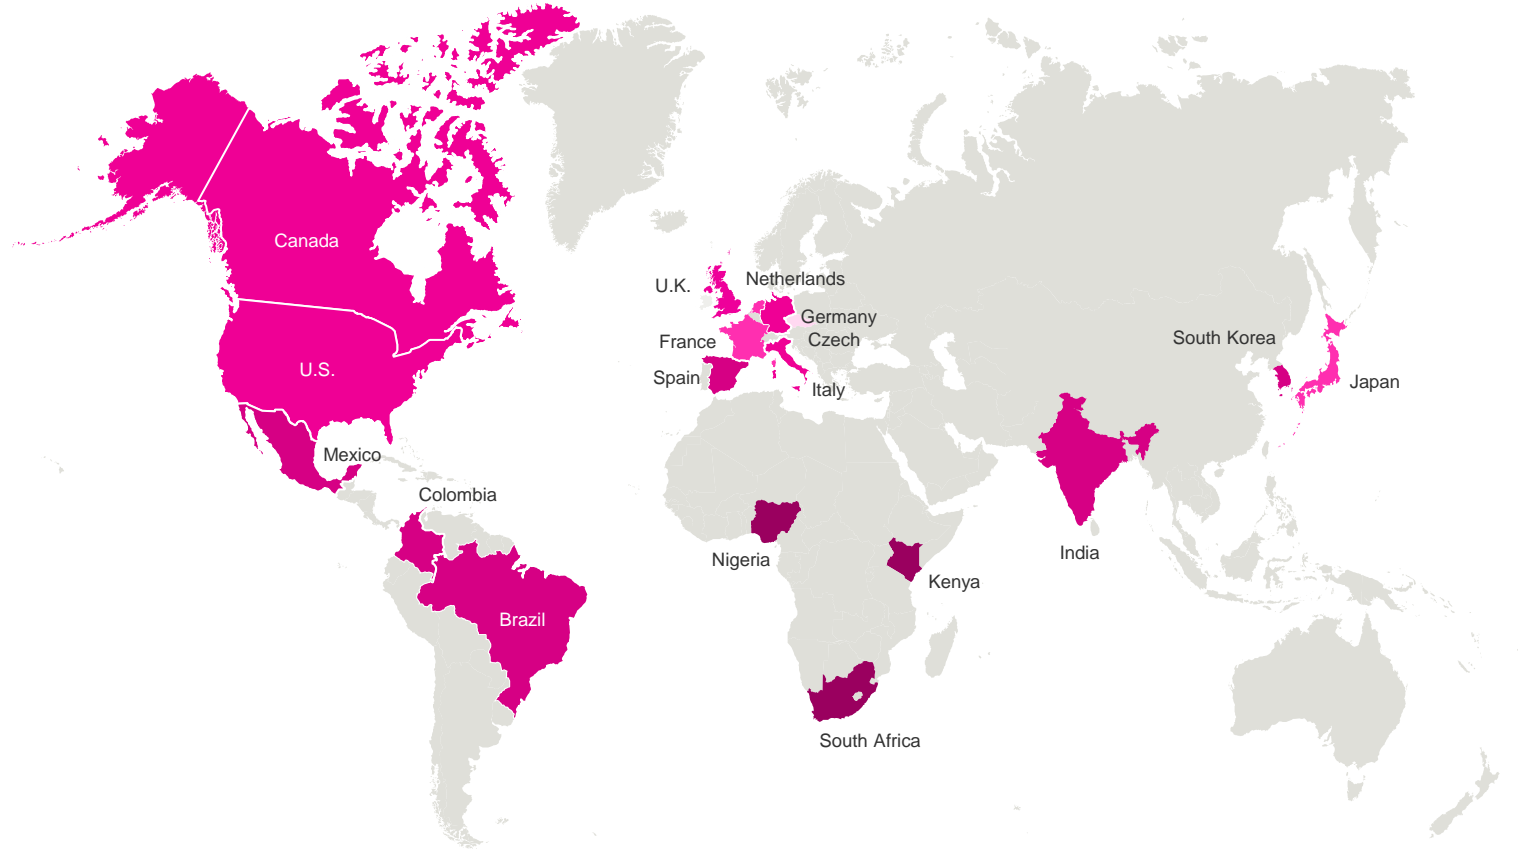 Canada
U.K.
Netherlands
Germany
South Korea
Czech
France
U.S.
Spain
Japan
Italy
Mexico
Colombia
India
Nigeria
Kenya
Brazil
South Africa